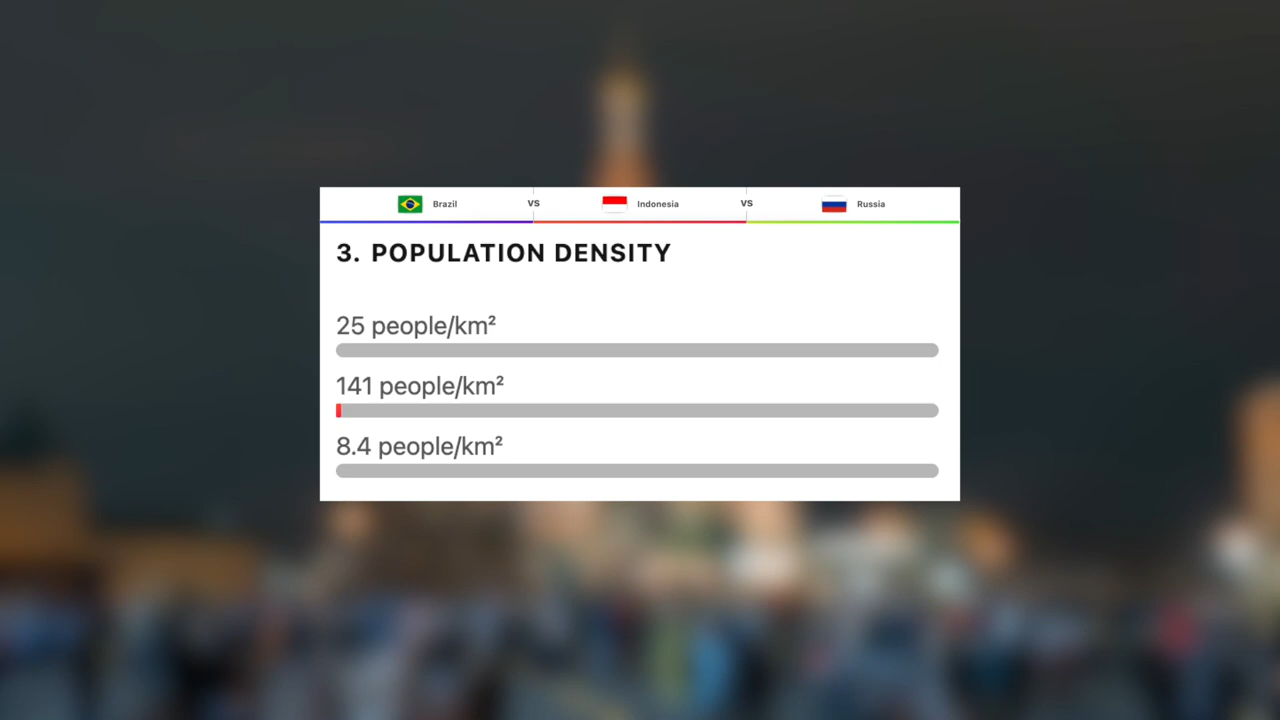 Brazil VS Indonesia VS Russia
3. POPULATION DENSITY
25 people/km²
141 people/km²
8.4 people/km²